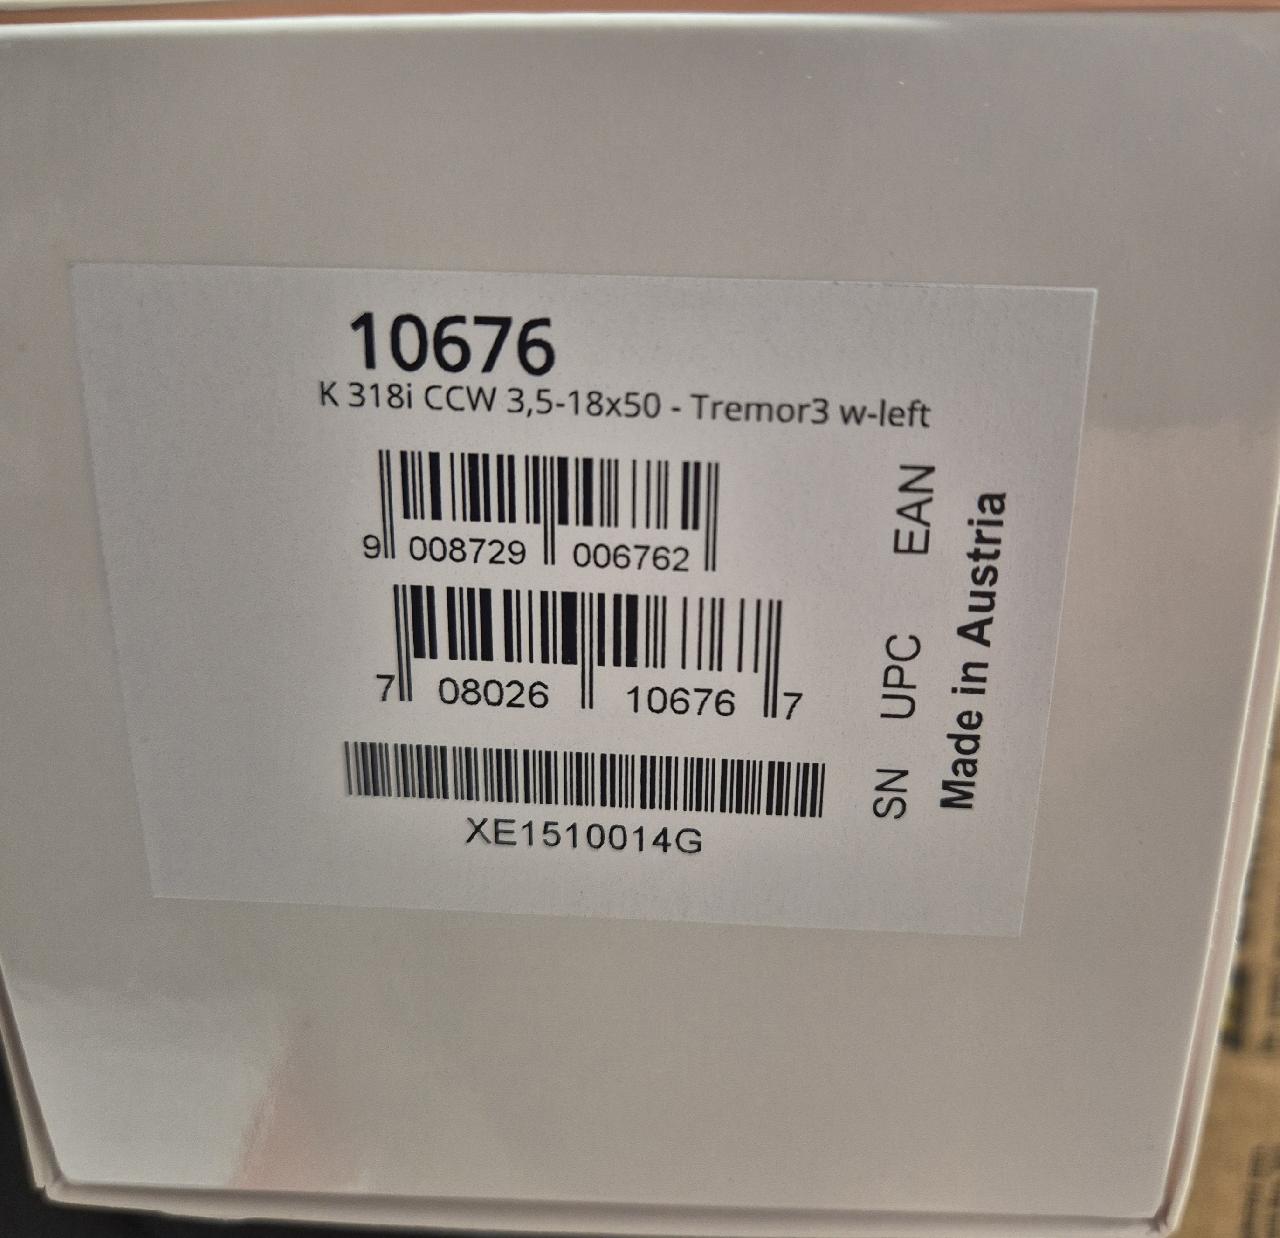 10676
K 318i CCW 3,5-18x50 - Tremor3 w-left
9 008729 006762
EAN
7 08026 10676 7
UPC
XE1510014G
SN
Made in Austria